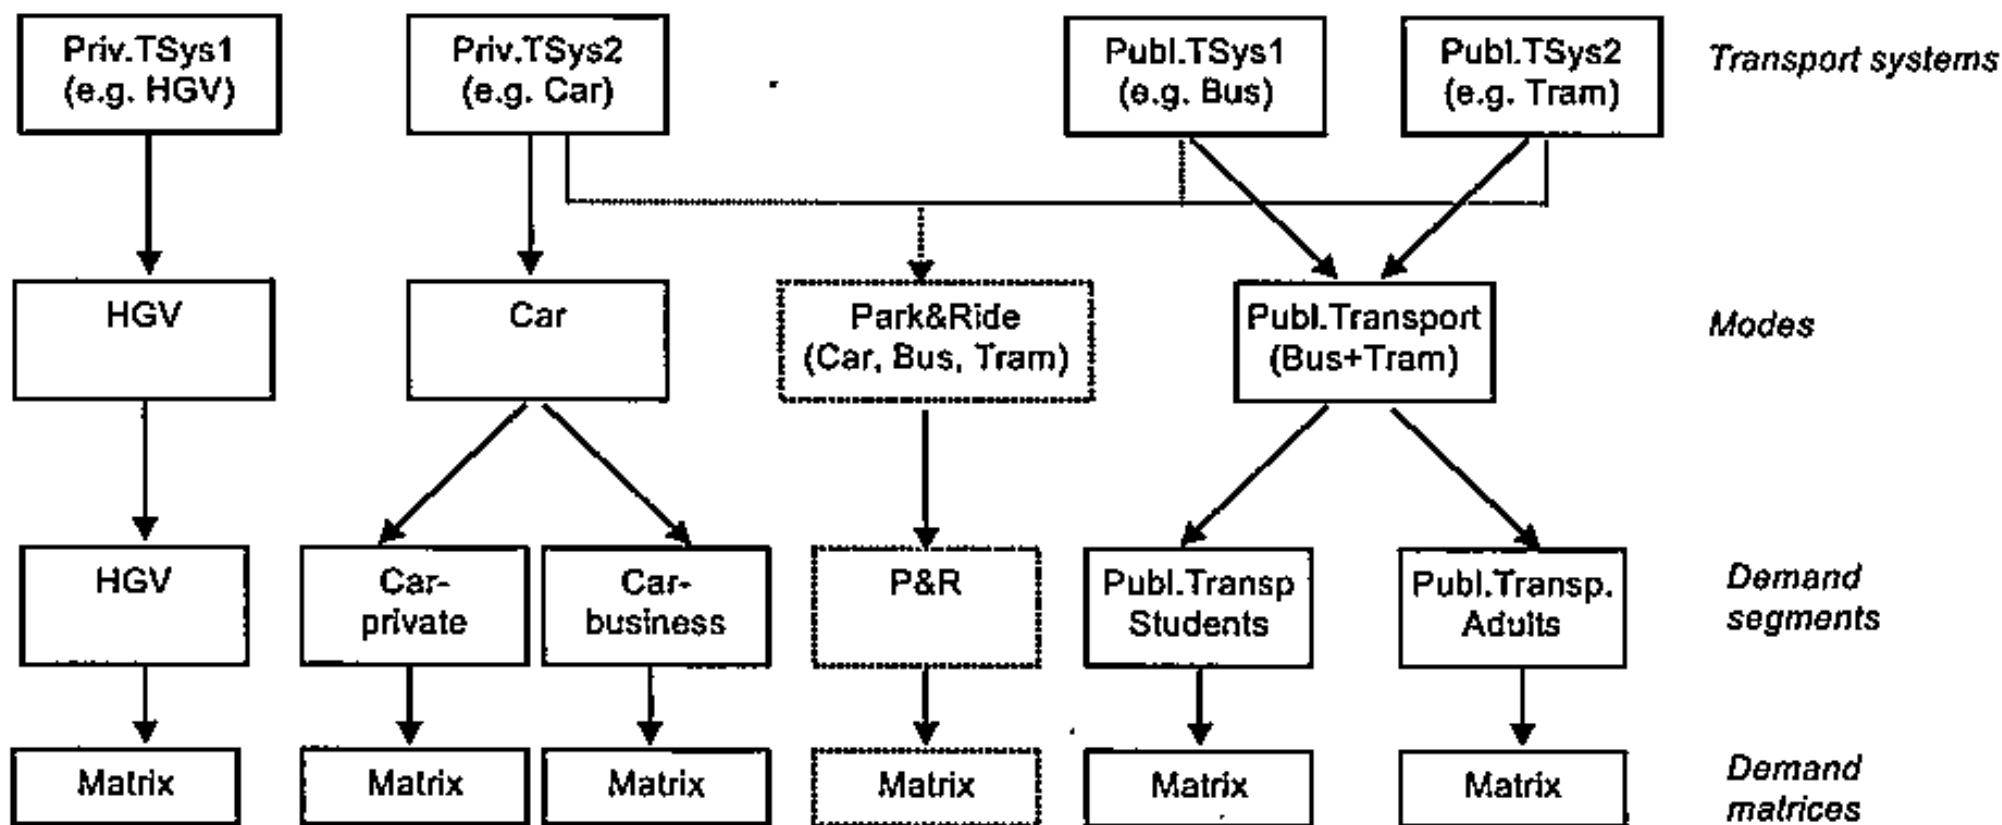 Priv.TSys1
(e.g. HGV)
Priv.TSys2
(e.g. Car)
Publ.TSys1
(e.g. Bus)
Publ.TSys2
(e.g. Tram)
Transport systems
HGV
Car
Park&Ride
(Car, Bus, Tram)
Publ.Transport
(Bus+Tram)
Modes
HGV
Car-
private
Car-
business
P&R
Publ.Transp
Students
Publ.Transp.
Adults
Demand
segments
Matrix
Matrix
Matrix
Matrix
Matrix
Matrix
Demand
matrices